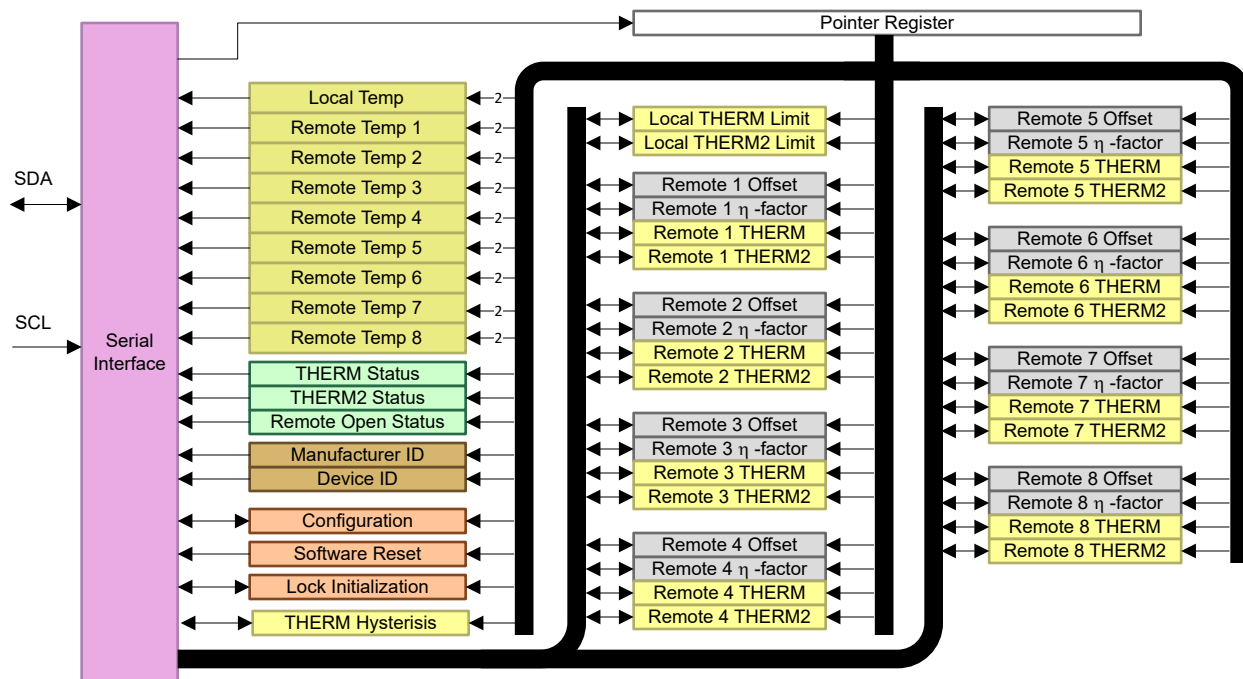 Pointer Register
SDA
SCL
Serial
Interface
Local Temp
2
Remote Temp 1
2
Remote Temp 2
2
Remote Temp 3
2
Remote Temp 4
2
Remote Temp 5
2
Remote Temp 6
2
Remote Temp 7
2
Remote Temp 8
2
THERM Status
THERM2 Status
Remote Open Status
Manufacturer ID
Device ID
Configuration
Software Reset
Lock Initialization
THERM Hysterisis
Local THERM Limit
Local THERM2 Limit
Remote 1 Offset
Remote 1 η -factor
Remote 1 THERM
Remote 1 THERM2
Remote 2 Offset
Remote 2 η -factor
Remote 2 THERM
Remote 2 THERM2
Remote 3 Offset
Remote 3 η -factor
Remote 3 THERM
Remote 3 THERM2
Remote 4 Offset
Remote 4 η -factor
Remote 4 THERM
Remote 4 THERM2
Remote 5 Offset
Remote 5 η -factor
Remote 5 THERM
Remote 5 THERM2
Remote 6 Offset
Remote 6 η -factor
Remote 6 THERM
Remote 6 THERM2
Remote 7 Offset
Remote 7 η -factor
Remote 7 THERM
Remote 7 THERM2
Remote 8 Offset
Remote 8 η -factor
Remote 8 THERM
Remote 8 THERM2